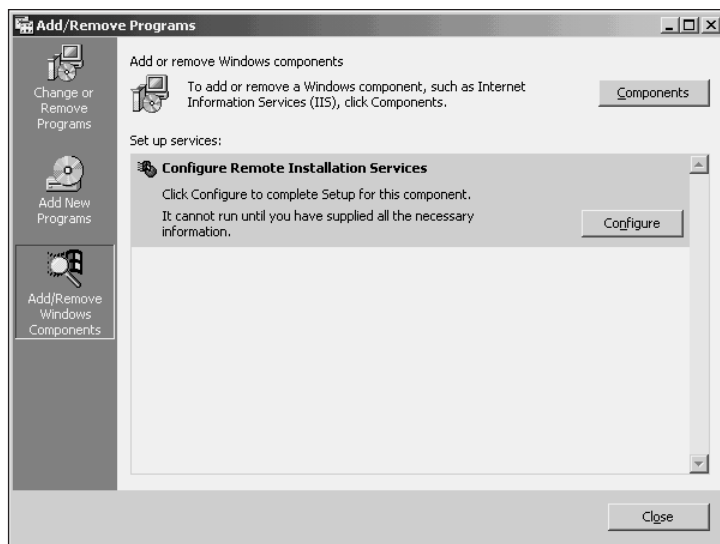 Add/Remove Programs
Change or
Remove
Programs
Add New
Programs
Add/Remove
Windows
Components
Add or remove Windows components
To add or remove a Windows component, such as Internet
Information Services (IIS), click Components.
Components
Set up services:
Configure Remote Installation Services
Click Configure to complete Setup for this component.
It cannot run until you have supplied all the necessary
information.
Configure
Close